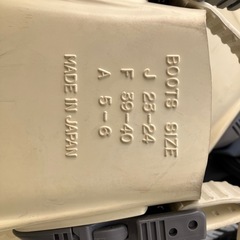 BOOTS SIZE
J 23-24
F 39-40
A 5-6
MADE IN JAPAN